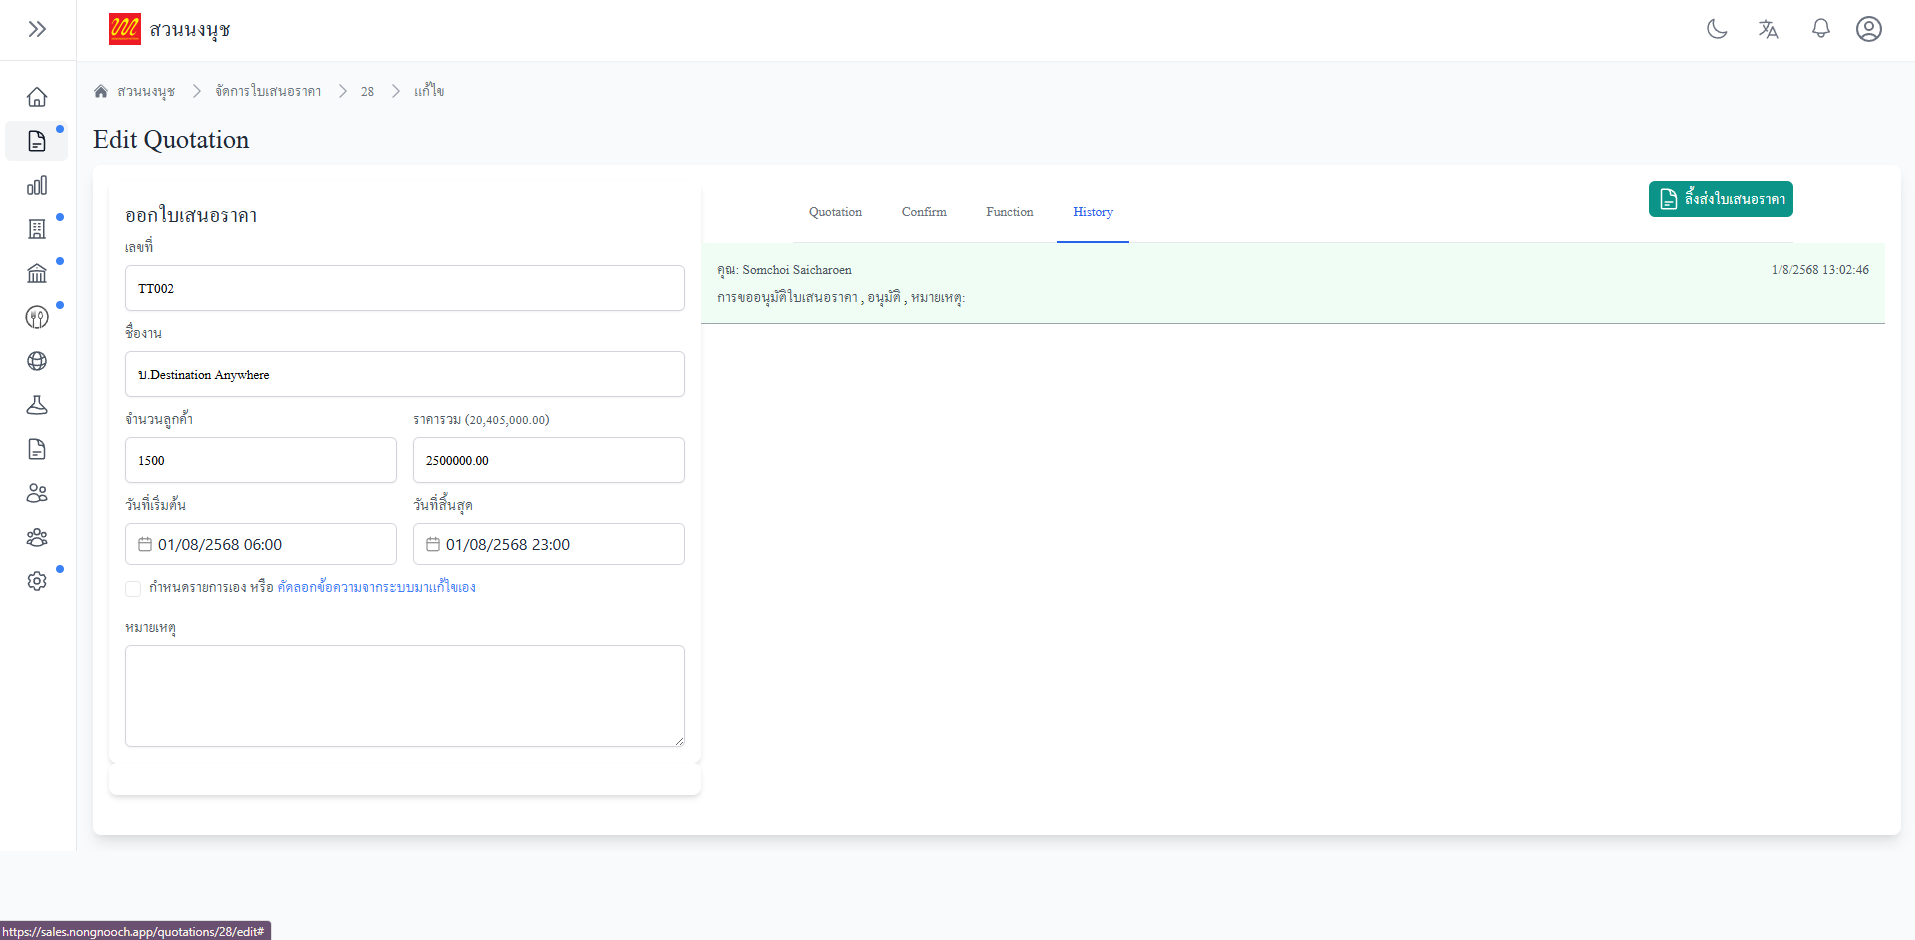 สวนนงนุช
สวนนงนุช
จัดการใบเสนอราคา
28
แก้ไข
Edit Quotation
ออกใบเสนอราคา
เลขที่
TT002
ชื่องาน
บ.Destination Anywhere
จำนวนลูกค้า
ราคารวม (20,405,000.00)
1500
2500000.00
วันที่เริ่มต้น
วันที่สิ้นสุด
01/08/2568 06:00
01/08/2568 23:00
กำหนดรายการเอง หรือ คัดลอกข้อความจากระบบมาแก้ไขเอง
หมายเหตุ
Quotation
Confirm
Function
History
ลิ้งส่งใบเสนอราคา
คุณ: Somchoi Saicharoen
1/8/2568 13:02:46
การขออนุมัติใบเสนอราคา , อนุมัติ , หมายเหตุ:
https://sales.nongnooch.app/quotations/28/edit#